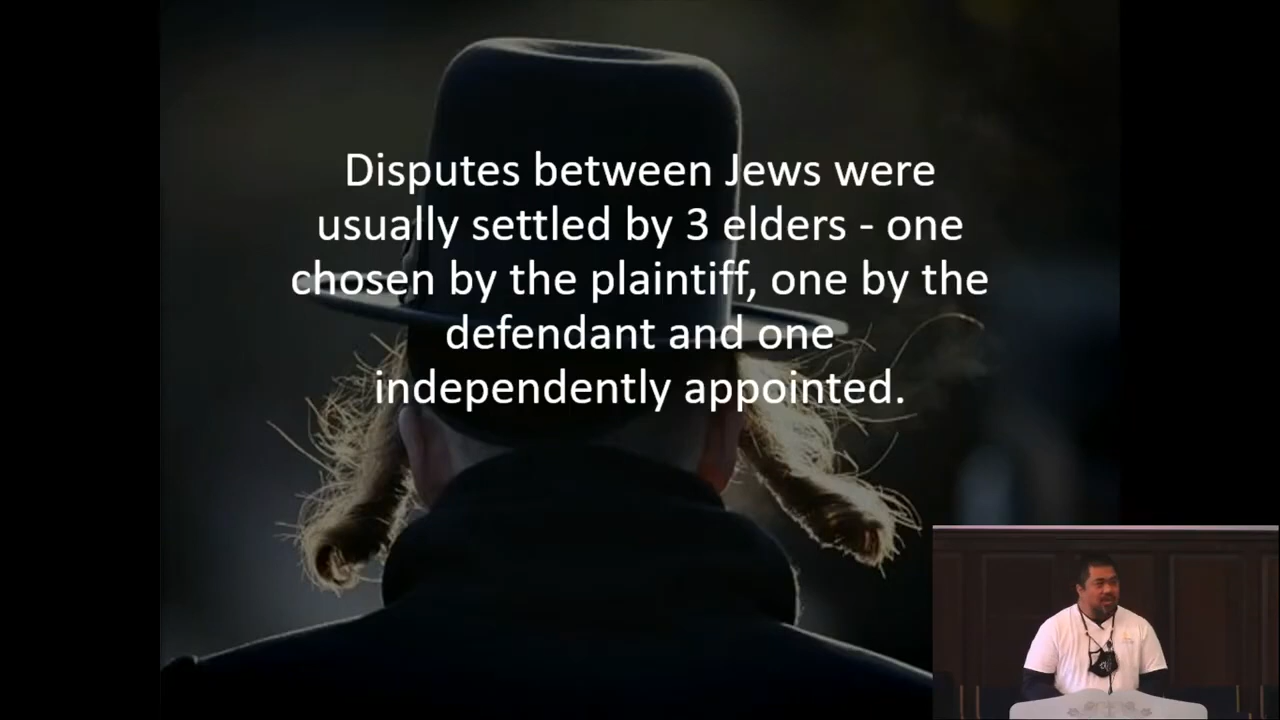 Disputes between Jews were
usually settled by 3 elders - one
chosen by the plaintiff, one by the
defendant and one
independently appointed.